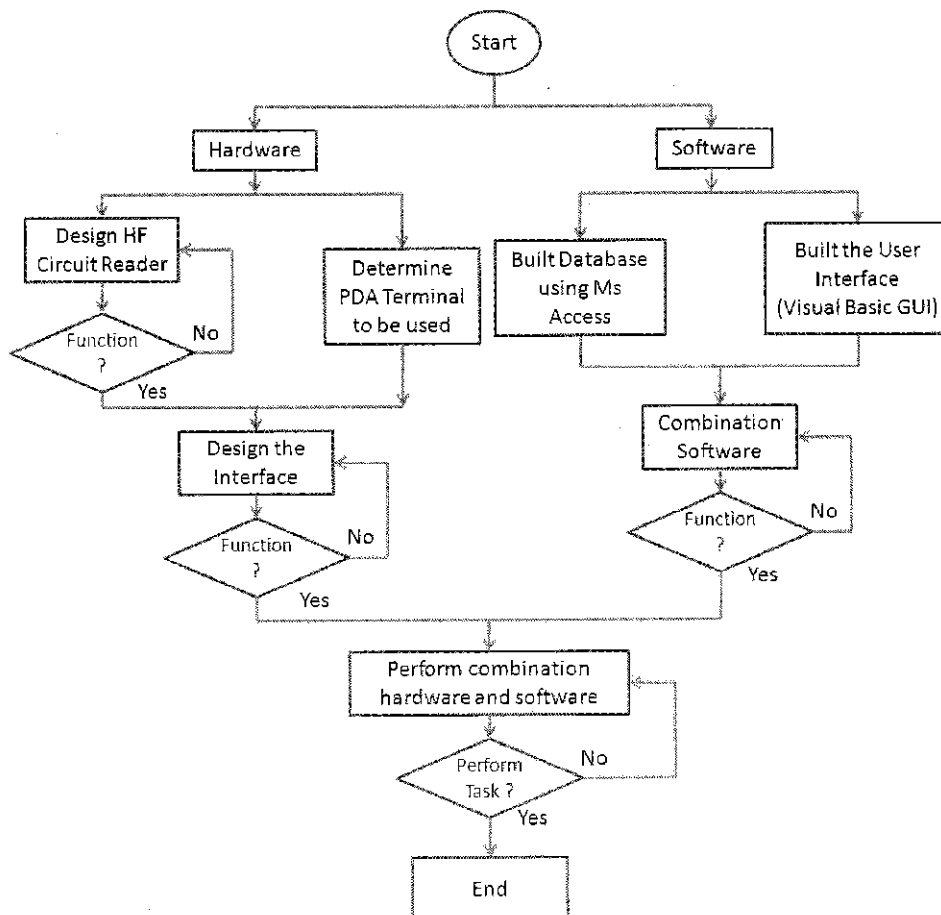 Start
Hardware
Software
Design HF
Circuit Reader
Determine
PDA Terminal
to be used
Built Database
using Ms
Access
Built the User
Interface
(Visual Basic GUI)
Function
?
No
Yes
Design the
Interface
Combination
Software
Function
?
No
Yes
Function
?
No
Yes
Perform combination
hardware and software
Perform
Task ?
No
Yes
End